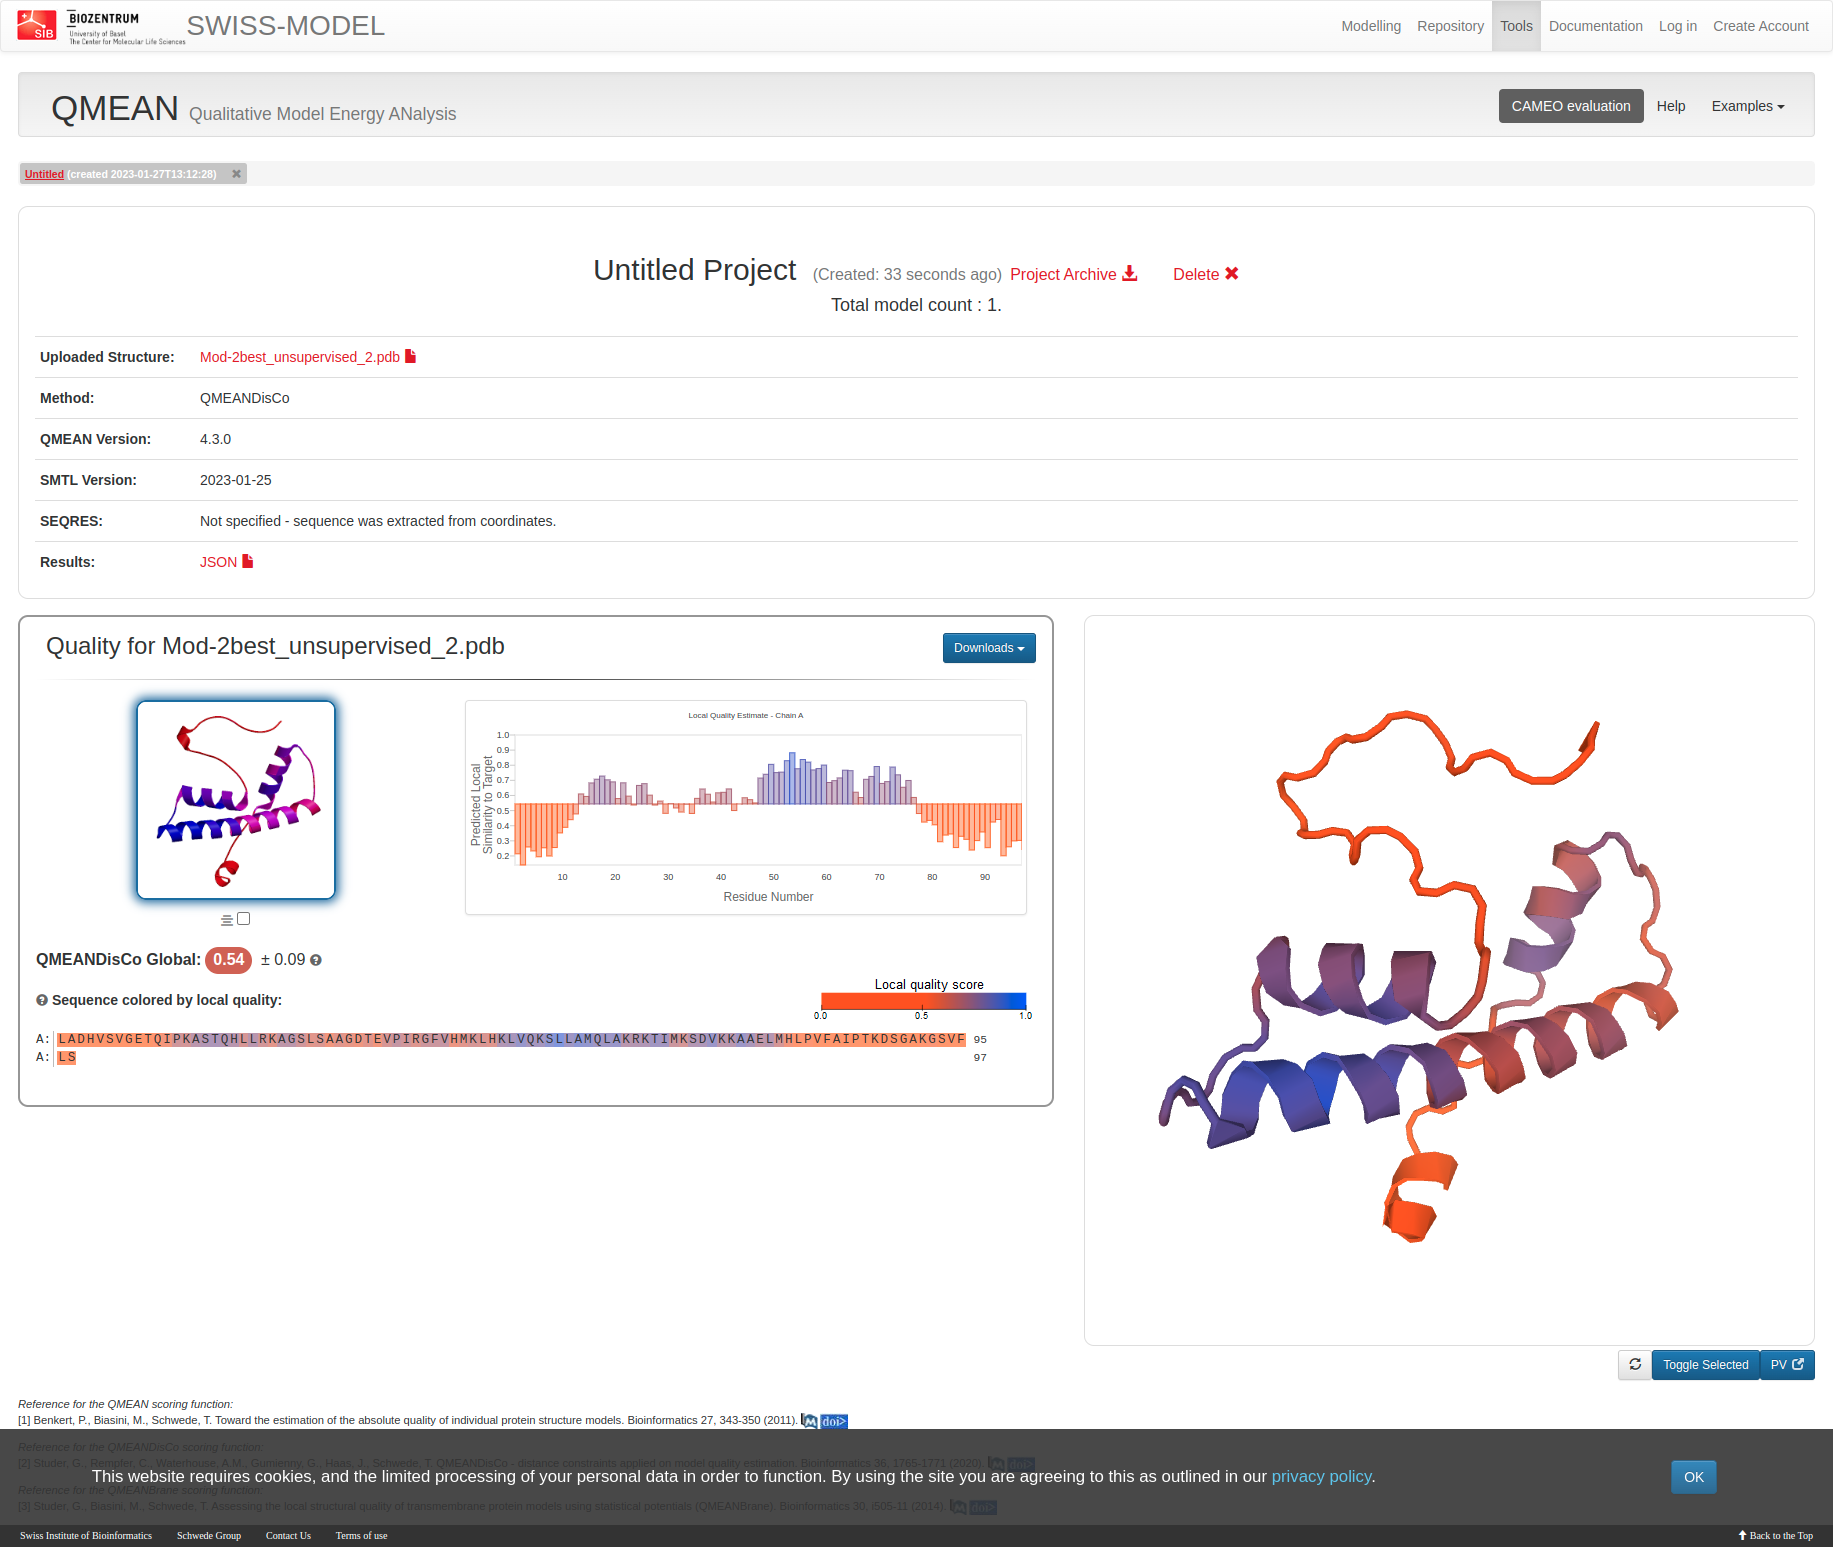 SIB
BIOZENTRUM
University of Basel
The Center for Molecular Life Sciences
SWISS-MODEL
Modelling Repository Tools Documentation Log in Create Account
QMEAN Qualitative Model Energy ANalysis
CAMEO evaluation Help Examples
Untitled (created 2023-01-27T13:12:28)
Untitled Project (Created: 33 seconds ago) Project Archive Delete
Total model count : 1.
Uploaded Structure: Mod-2best_unsupervised_2.pdb
Method: QMEANDisCo
QMEAN Version: 4.3.0
SMTL Version: 2023-01-25
SEQRES: Not specified - sequence was extracted from coordinates.
Results: JSON
Quality for Mod-2best_unsupervised_2.pdb
Downloads
Local Quality Estimate - Chain A
Predicted Local
Similarity to Target
1.0
0.9
0.8
0.7
0.6
0.5
0.4
0.3
0.2
10 20 30 40 50 60 70 80 90
Residue Number
QMEANDisCo Global: 0.54 ± 0.09
Sequence colored by local quality:
Local quality score
0.0 0.5 1.0
A: LADHVSVGETQIPKASTQHLLRKAGSLSAAGDTEVPIRGFVHMKLHKLVQKSLLAMQLAKRKTIMKSDVKKAAELMHLPVFAIPTKDSGAKGSVF 95
A: LS 97
Toggle Selected PV
Reference for the QMEAN scoring function:
[1] Benkert, P., Biasini, M., Schwede, T. Toward the estimation of the absolute quality of individual protein structure models. Bioinformatics 27, 343-350 (2011). M doi>
Reference for the QMEANDisCo scoring function:
[2] Studer, G., Rempfer, C., Waterhouse, A.M., Gumienny, G., Haas, J., Schwede, T. QMEANDisCo - distance constraints applied on model quality estimation. Bioinformatics 36, 1765-1771 (2020). M doi>
This website requires cookies, and the limited processing of your personal data in order to function. By using the site you are agreeing to this as outlined in our privacy policy.
OK
Reference for the QMEANBrane scoring function:
[3] Studer, G., Biasini, M., Schwede, T. Assessing the local structural quality of transmembrane protein models using statistical potentials (QMEANBrane). Bioinformatics 30, i505-11 (2014). M doi>
Swiss Institute of Bioinformatics Schwede Group Contact Us Terms of use
Back to the Top